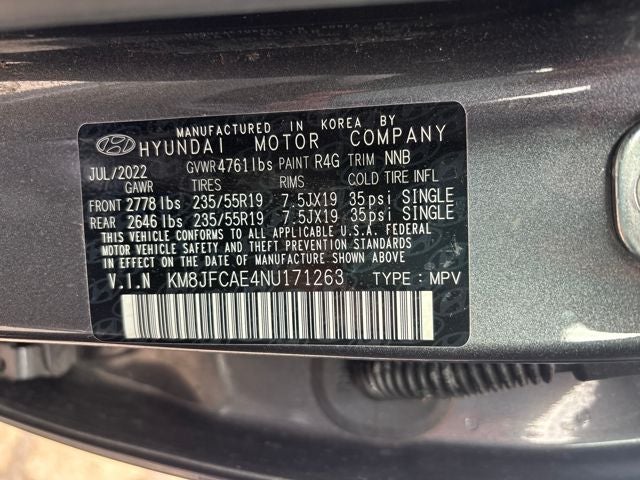 MANUFACTURED IN KOREA BY
HYUNDAI MOTOR COMPANY
JUL/2022 GVWR 4761lbs PAINT R4G TRIM NNB
GAWR TIRES RIMS COLD TIRE INFL
FRONT 2778 lbs 235/55R19 7.5JX19 35psi SINGLE
REAR 2646 lbs 235/55R19 7.5JX19 35psi SINGLE
THIS VEHICLE CONFORMS TO ALL APPLICABLE U.S.A. FEDERAL
MOTOR VEHICLE SAFETY, BUMPER, AND THEFT PREVENTION STANDARDS
IN EFFECT ON THE DATE OF MANUFACTURE SHOWN ABOVE.
V.I.N KM8JFCAE4NU171263 TYPE : MPV